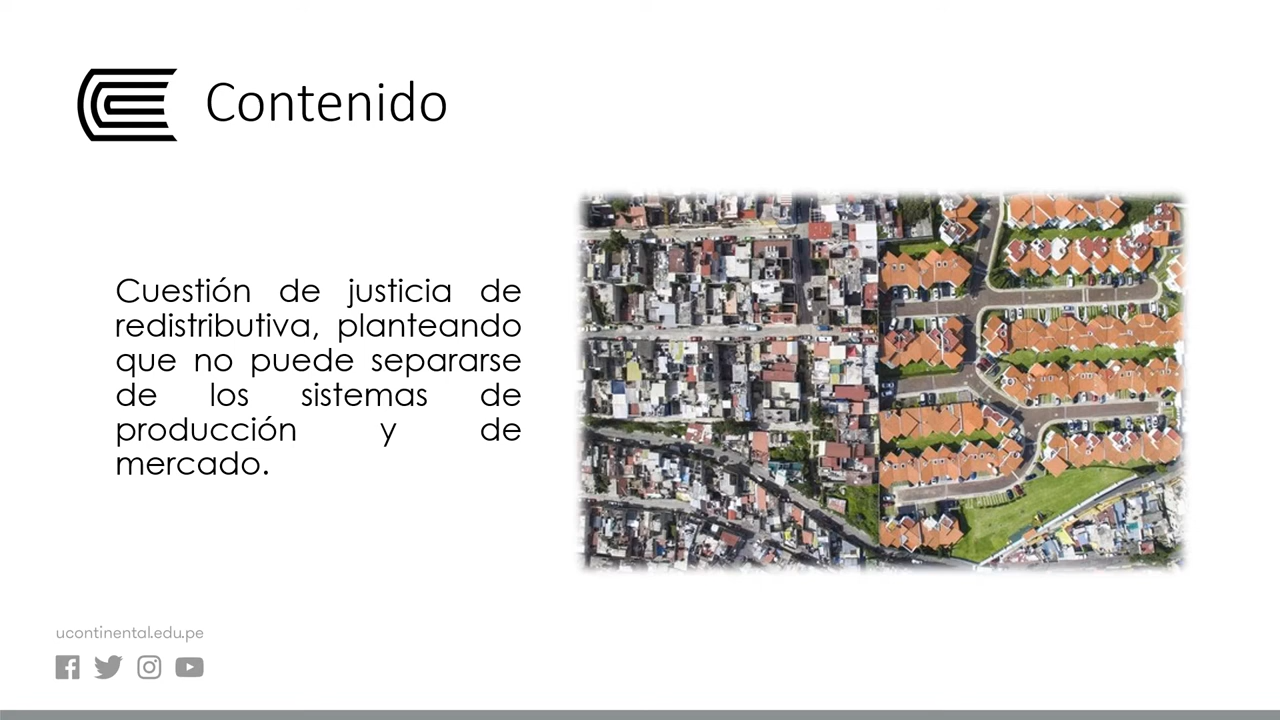 Contenido
Cuestión de justicia de
redistributiva, planteando
que no puede separarse
de los sistemas de
producción y de
mercado.
ucontinental.edu.pe